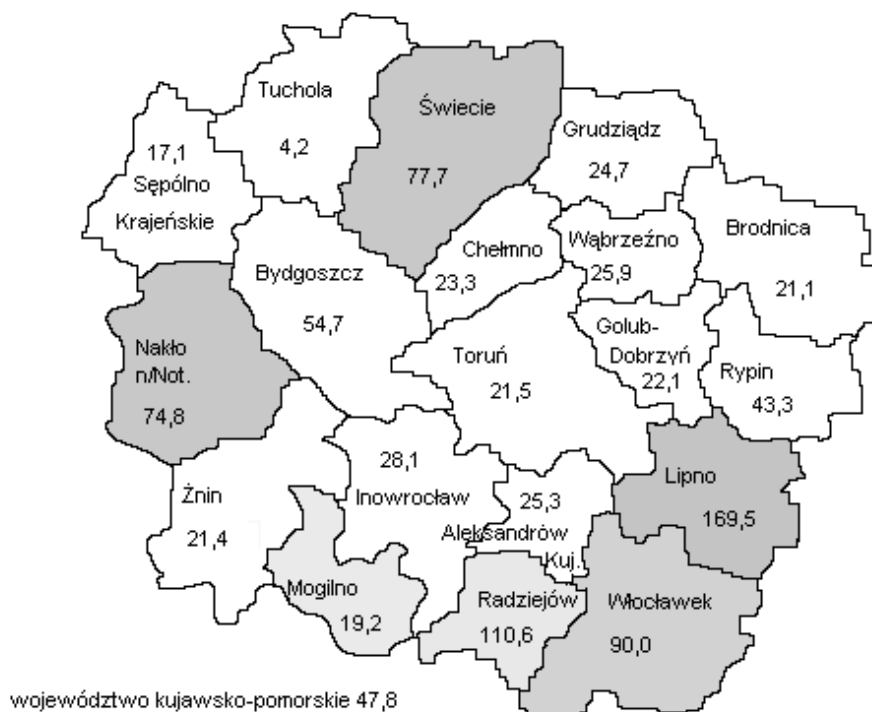 Tuchola
4,2
Świecie
77,7
Grudziądz
24,7
17,1
Sępólno
Krajeńskie
Brodnica
21,1
Chełmno
23,3
Wąbrzeźno
25,9
Bydgoszcz
54,7
Nakło
n/Not.
74,8
Toruń
21,5
Golub-
Dobrzyń
22,1
Rypin
43,3
28,1
Inowrocław
Żnin
21,4
25,3
Aleksandrów
Kuj.
Lipno
169,5
Mogilno
19,2
Radziejów
110,6
Włocławek
90,0
województwo kujawsko-pomorskie 47,8